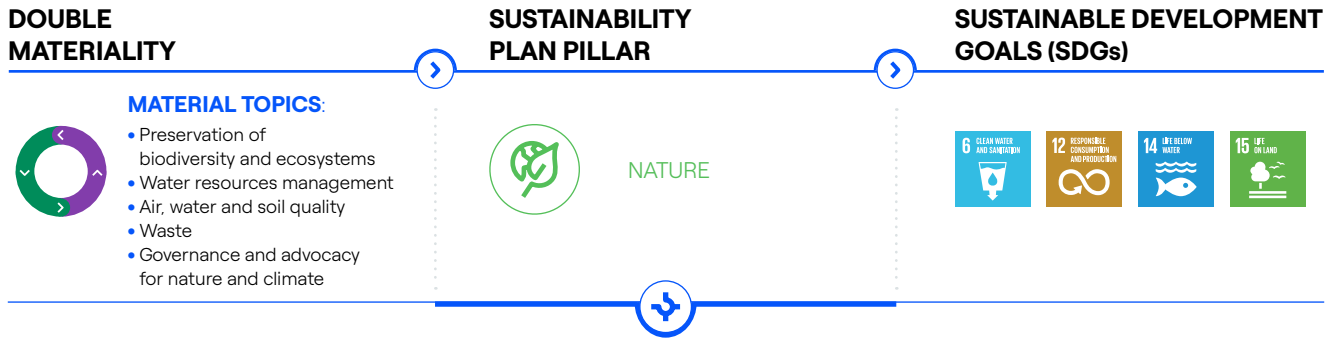 DOUBLE
MATERIALITY
SUSTAINABILITY
PLAN PILLAR
SUSTAINABLE DEVELOPMENT
GOALS (SDGs)
MATERIAL TOPICS:
• Preservation of
biodiversity and ecosystems
• Water resources management
• Air, water and soil quality
• Waste
• Governance and advocacy
for nature and climate
NATURE
6 CLEAN WATER
AND SANITATION
12 RESPONSIBLE
CONSUMPTION
AND PRODUCTION
14 LIFE BELOW
WATER
15 LIFE
ON LAND